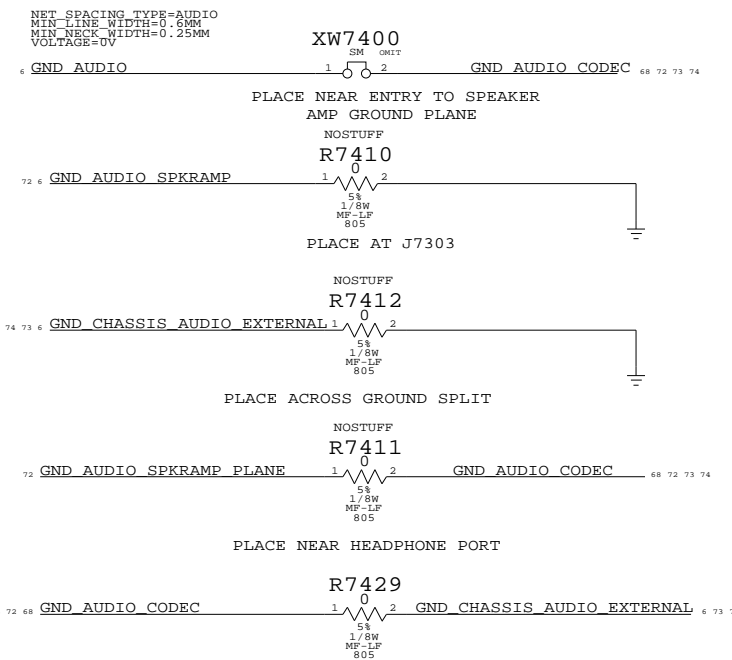 NET_SPACING_TYPE=AUDIO
MIN_LINE_WIDTH=0.6MM
MIN_NECK_WIDTH=0.25MM
VOLTAGE=0V
XW7400
SM OMIT
6 GND_AUDIO 1 2 GND_AUDIO_CODEC 68 72 73 74
PLACE NEAR ENTRY TO SPEAKER
AMP GROUND PLANE
NOSTUFF
R7410
0
72 6 GND_AUDIO_SPKRAMP 1 2
5%
1/8W
MF-LF
805
PLACE AT J7303
NOSTUFF
R7412
0
74 73 6 GND_CHASSIS_AUDIO_EXTERNAL 1 2
5%
1/8W
MF-LF
805
PLACE ACROSS GROUND SPLIT
NOSTUFF
R7411
0
72 GND_AUDIO_SPKRAMP_PLANE 1 2 GND_AUDIO_CODEC 68 72 73 74
5%
1/8W
MF-LF
805
PLACE NEAR HEADPHONE PORT
R7429
0
72 68 GND_AUDIO_CODEC 1 2 GND_CHASSIS_AUDIO_EXTERNAL 6 73
5%
1/8W
MF-LF
805